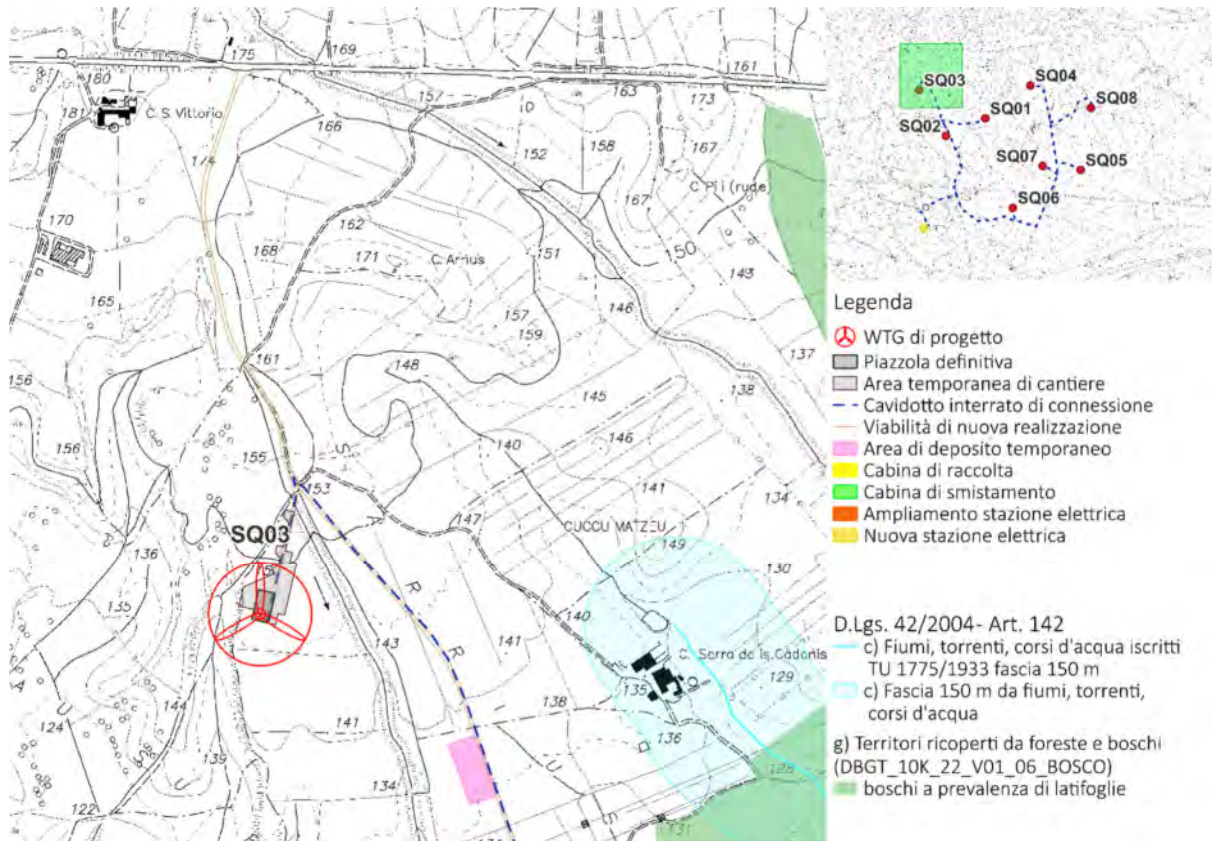 175
169
161
180
181
C. S. Vittorio
157
163
173
166
152
158
167
174
C. Pili (rude.)
167
170
162
151
150
168
171
C. Arrius
143
165
157
146
159
137
161
148
156
138
145
156
140
146
155
141
134
153
147
SQ03
CUCCU MATZEU
149
136
130
140
135
143
141
C. Serra de is. Cadonis
135
129
144
138
124
141
136
139
134
128
122
131
SQ03
SQ04
SQ08
SQ01
SQ02
SQ07
SQ05
SQ06
Legenda
WTG di progetto
Piazzola definitiva
Area temporanea di cantiere
Cavidotto interrato di connessione
Viabilità di nuova realizzazione
Area di deposito temporaneo
Cabina di raccolta
Cabina di smistamento
Ampliamento stazione elettrica
Nuova stazione elettrica
D.Lgs. 42/2004- Art. 142
c) Fiumi, torrenti, corsi d'acqua iscritti
TU 1775/1933 fascia 150 m
c) Fascia 150 m da fiumi, torrenti,
corsi d'acqua
g) Territori ricoperti da foreste e boschi
(DBGT_10K_22_V01_06_BOSCO)
boschi a prevalenza di latifoglie